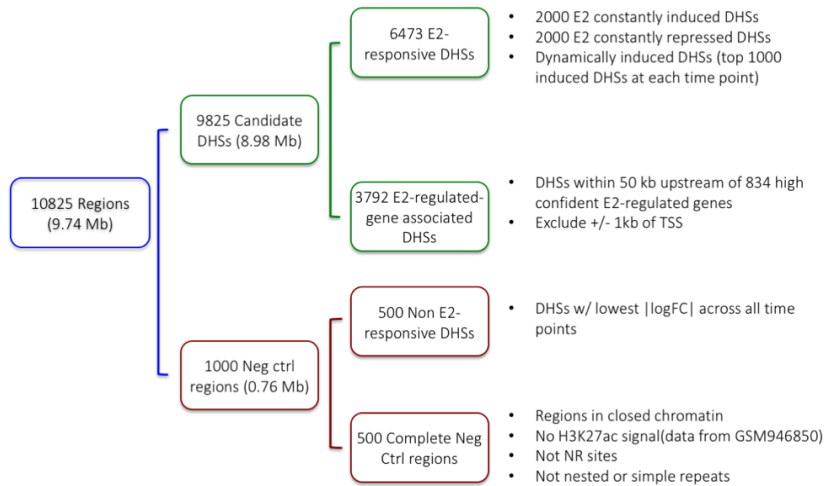 10825 Regions
(9.74 Mb)
9825 Candidate
DHSs (8.98 Mb)
6473 E2-
responsive DHSs
• 2000 E2 constantly induced DHSs
• 2000 E2 constantly repressed DHSs
• Dynamically induced DHSs (top 1000
induced DHSs at each time point)
3792 E2-regulated-
gene associated
DHSs
• DHSs within 50 kb upstream of 834 high
confident E2-regulated genes
• Exclude +/- 1kb of TSS
1000 Neg ctrl
regions (0.76 Mb)
500 Non E2-
responsive DHSs
• DHSs w/ lowest |logFC| across all time
points
500 Complete Neg
Ctrl regions
• Regions in closed chromatin
• No H3K27ac signal(data from GSM946850)
• Not NR sites
• Not nested or simple repeats